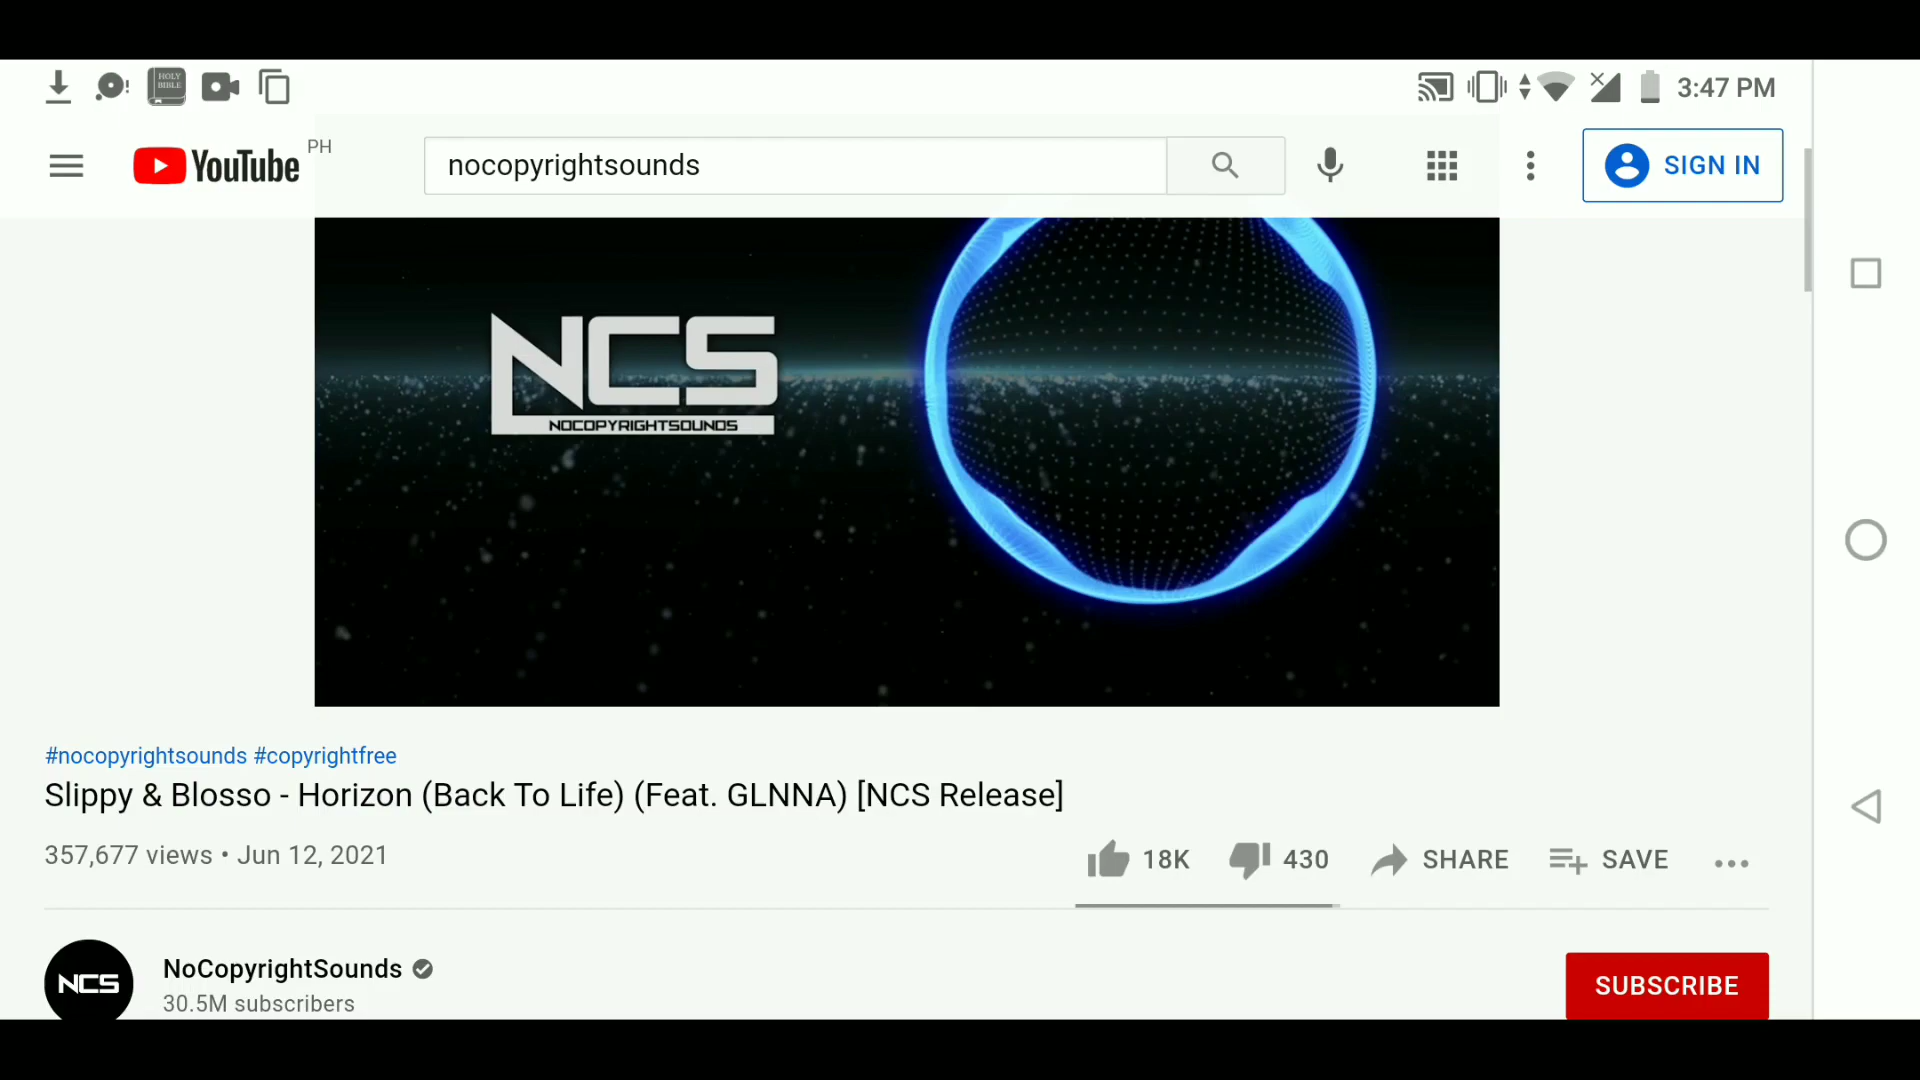 HOLY
BIBLE
3:47 PM
YouTube PH
nocopyrightsounds
SIGN IN
NCS
NOCOPYRIGHTSOUNDS
#nocopyrightsounds #copyrightfree
Slippy & Blosso - Horizon (Back To Life) (Feat. GLNNA) [NCS Release]
357,677 views • Jun 12, 2021
18K 430 SHARE SAVE
NCS
NoCopyrightSounds
30.5M subscribers
SUBSCRIBE